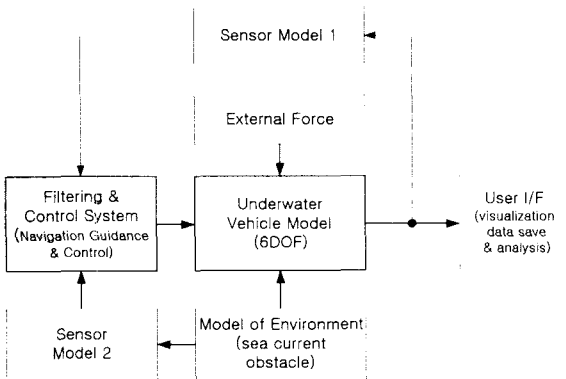 Sensor Model 1
External Force
Filtering &
Control System
(Navigation Guidance
& Control)
Underwater
Vehicle Model
(6DOF)
User I/F
(visualization
data save
& analysis)
Sensor
Model 2
Model of Environment
(sea current
obstacle)